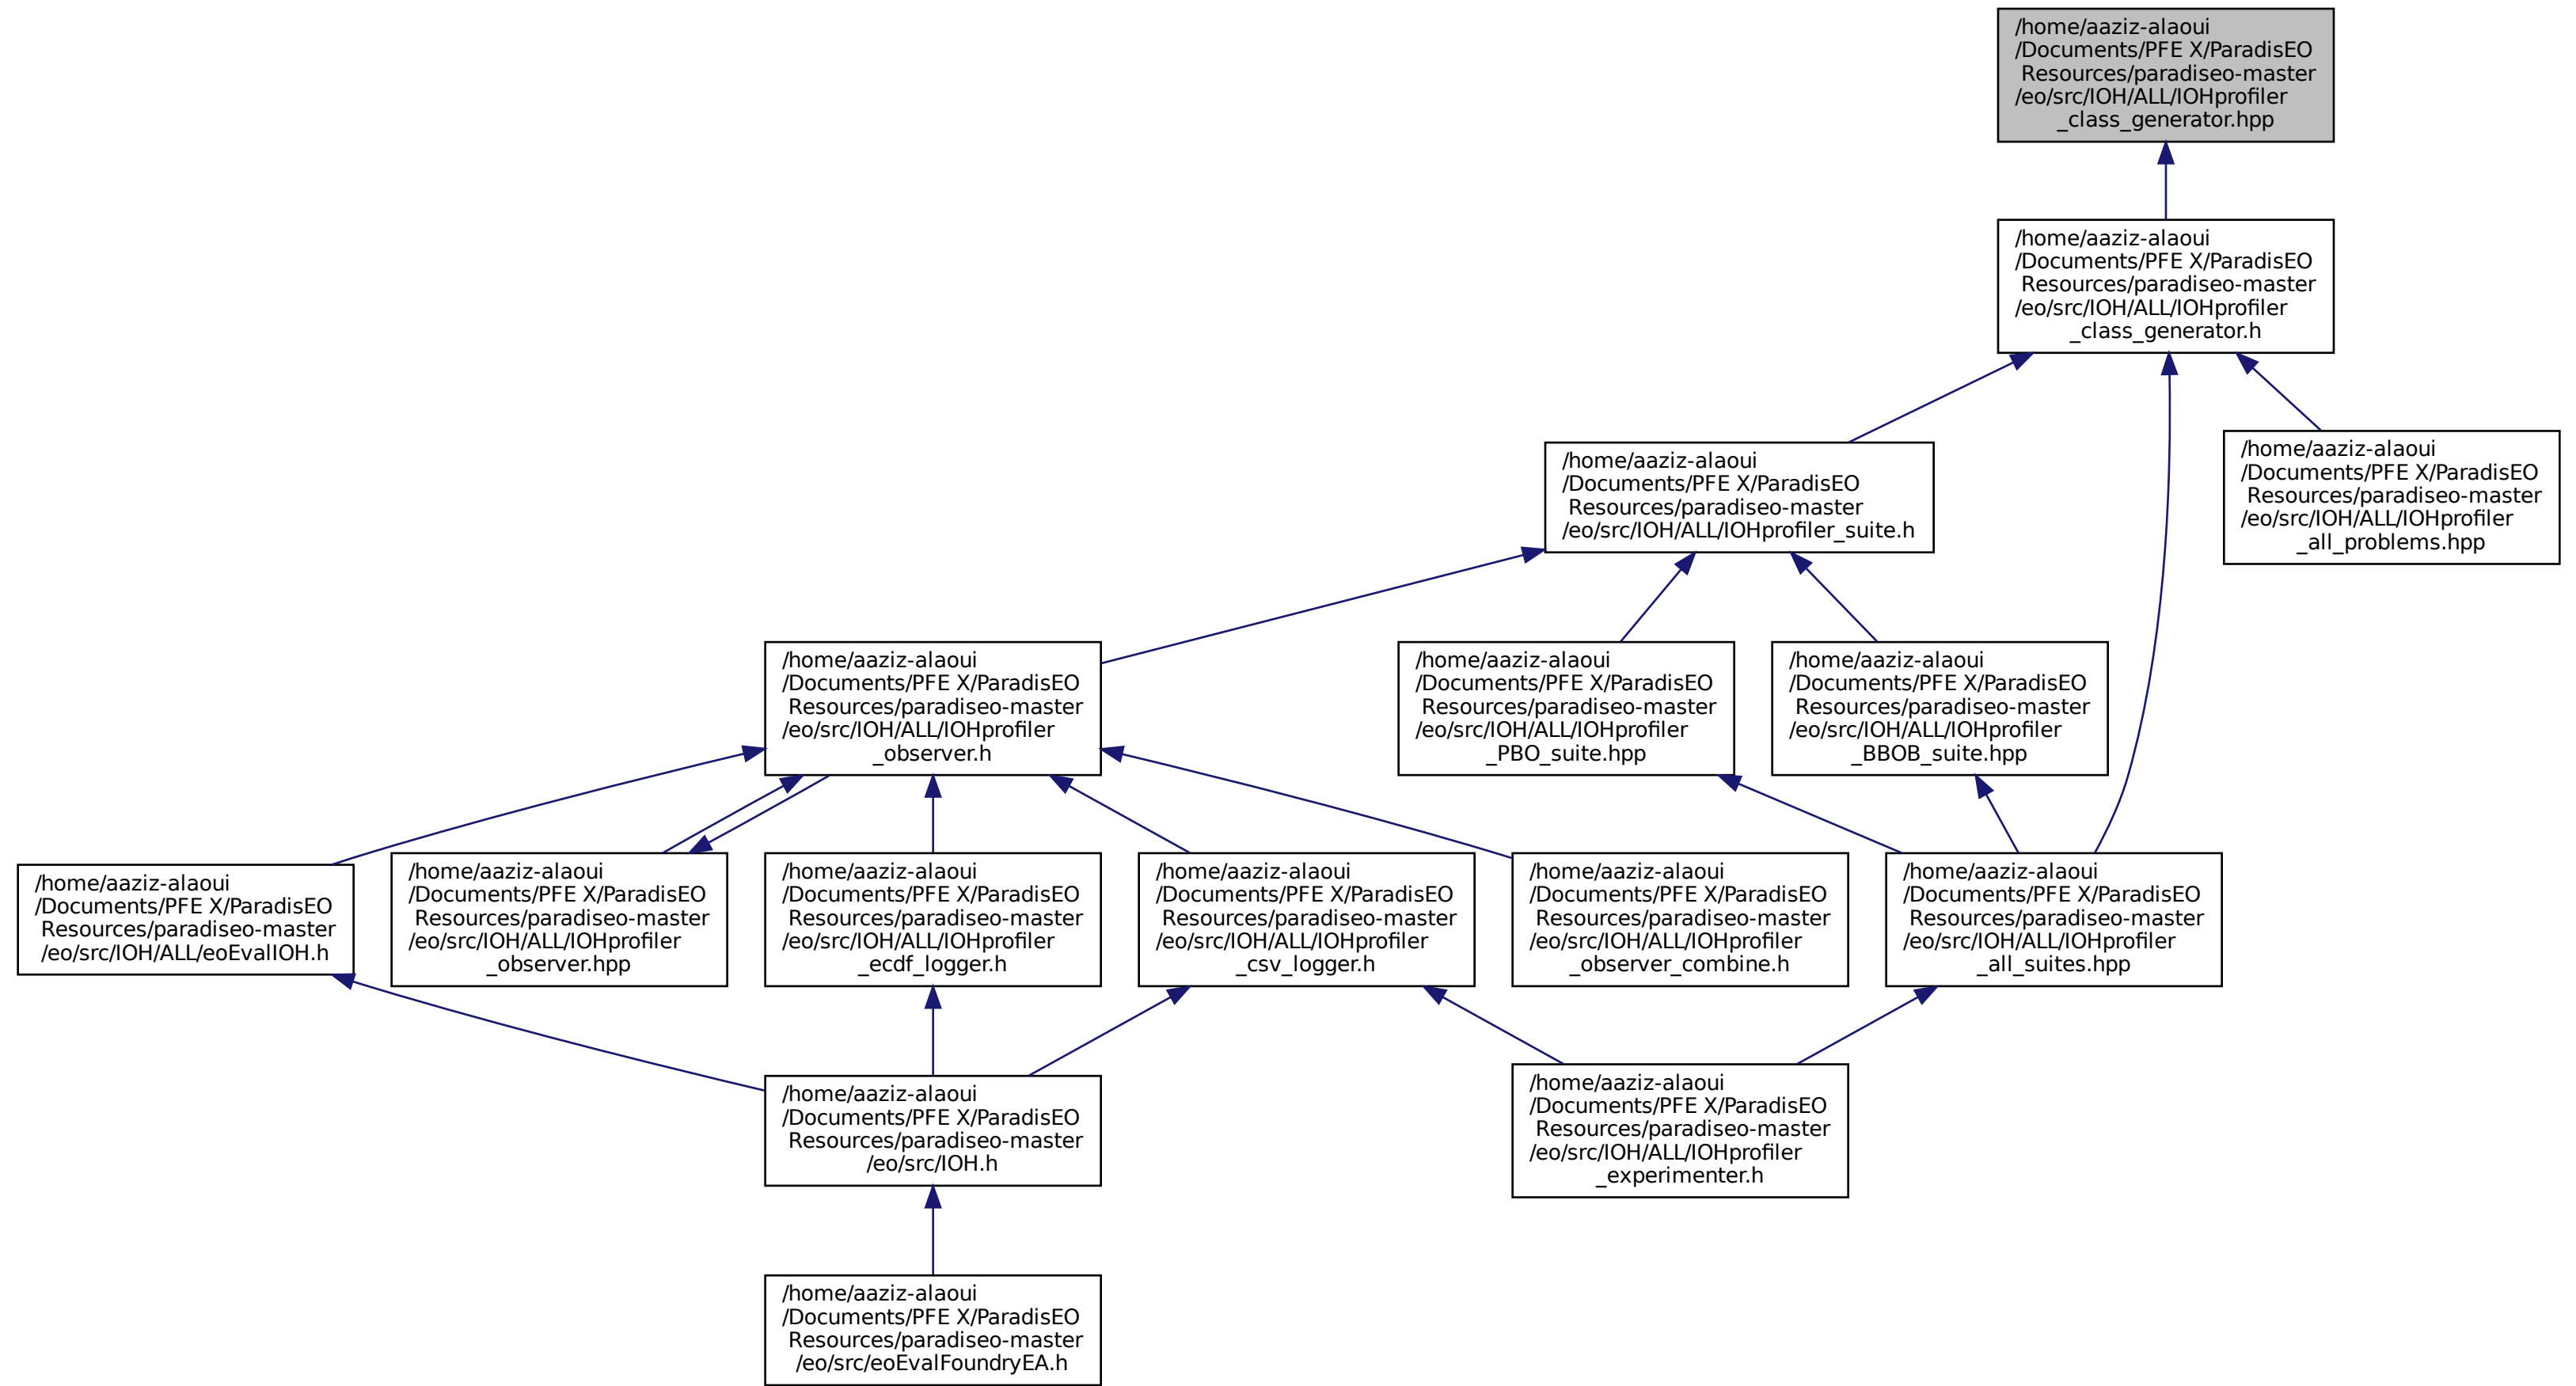 /home/aaziz-alaoui
/Documents/PFE X/ParadisEO
Resources/paradiseo-master
/eo/src/IOH/ALL/IOHprofiler
_class_generator.hpp
/home/aaziz-alaoui
/Documents/PFE X/ParadisEO
Resources/paradiseo-master
/eo/src/IOH/ALL/IOHprofiler
_class_generator.h
/home/aaziz-alaoui
/Documents/PFE X/ParadisEO
Resources/paradiseo-master
/eo/src/IOH/ALL/IOHprofiler_suite.h
/home/aaziz-alaoui
/Documents/PFE X/ParadisEO
Resources/paradiseo-master
/eo/src/IOH/ALL/IOHprofiler
_all_problems.hpp
/home/aaziz-alaoui
/Documents/PFE X/ParadisEO
Resources/paradiseo-master
/eo/src/IOH/ALL/IOHprofiler
_observer.h
/home/aaziz-alaoui
/Documents/PFE X/ParadisEO
Resources/paradiseo-master
/eo/src/IOH/ALL/IOHprofiler
_PBO_suite.hpp
/home/aaziz-alaoui
/Documents/PFE X/ParadisEO
Resources/paradiseo-master
/eo/src/IOH/ALL/IOHprofiler
_BBOB_suite.hpp
/home/aaziz-alaoui
/Documents/PFE X/ParadisEO
Resources/paradiseo-master
/eo/src/IOH/ALL/eoEvalIOH.h
/home/aaziz-alaoui
/Documents/PFE X/ParadisEO
Resources/paradiseo-master
/eo/src/IOH/ALL/IOHprofiler
_observer.hpp
/home/aaziz-alaoui
/Documents/PFE X/ParadisEO
Resources/paradiseo-master
/eo/src/IOH/ALL/IOHprofiler
_ecdf_logger.h
/home/aaziz-alaoui
/Documents/PFE X/ParadisEO
Resources/paradiseo-master
/eo/src/IOH/ALL/IOHprofiler
_csv_logger.h
/home/aaziz-alaoui
/Documents/PFE X/ParadisEO
Resources/paradiseo-master
/eo/src/IOH/ALL/IOHprofiler
_observer_combine.h
/home/aaziz-alaoui
/Documents/PFE X/ParadisEO
Resources/paradiseo-master
/eo/src/IOH/ALL/IOHprofiler
_all_suites.hpp
/home/aaziz-alaoui
/Documents/PFE X/ParadisEO
Resources/paradiseo-master
/eo/src/IOH.h
/home/aaziz-alaoui
/Documents/PFE X/ParadisEO
Resources/paradiseo-master
/eo/src/IOH/ALL/IOHprofiler
_experimenter.h
/home/aaziz-alaoui
/Documents/PFE X/ParadisEO
Resources/paradiseo-master
/eo/src/eoEvalFoundryEA.h